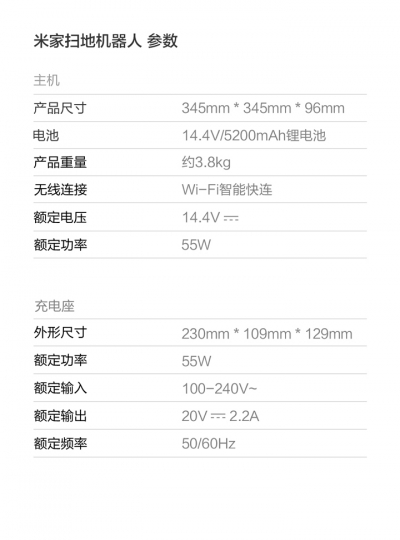 米家扫地机器人 参数
主机
产品尺寸 345mm * 345mm * 96mm
电池 14.4V/5200mAh锂电池
产品重量 约3.8kg
无线连接 Wi-Fi智能快连
额定电压 14.4V ⎓
额定功率 55W
充电座
外形尺寸 230mm * 109mm * 129mm
额定功率 55W
额定输入 100-240V~
额定输出 20V ⎓ 2.2A
额定频率 50/60Hz